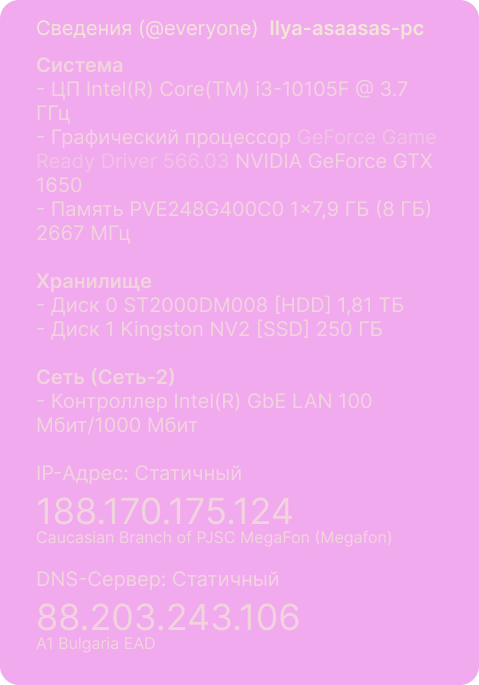 Сведения (@everyone) Ilya-asaasas-pc
Система
- ЦП Intel(R) Core(TM) i3-10105F @ 3.7
ГГц
- Графический процессор GeForce Game
Ready Driver 566.03 NVIDIA GeForce GTX
1650
- Память PVE248G400C0 1x7,9 ГБ (8 ГБ)
2667 МГц
Хранилище
- Диск 0 ST2000DM008 [HDD] 1,81 ТБ
- Диск 1 Kingston NV2 [SSD] 250 ГБ
Сеть (Сеть-2)
- Контроллер Intel(R) GbE LAN 100
Мбит/1000 Мбит
IP-Адрес: Статичный
188.170.175.124
Caucasian Branch of PJSC MegaFon (Megafon)
DNS-Сервер: Статичный
88.203.243.106
A1 Bulgaria EAD